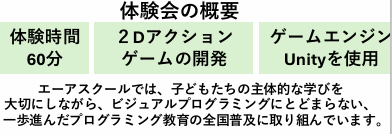 体験会の概要
体験時間
60分
２Dアクション
ゲームの開発
ゲームエンジン
Unityを使用
エーアスクールでは、子どもたちの主体的な学びを
大切にしながら、ビジュアルプログラミングにとどまらない、
一歩進んだプログラミング教育の全国普及に取り組んでいます。